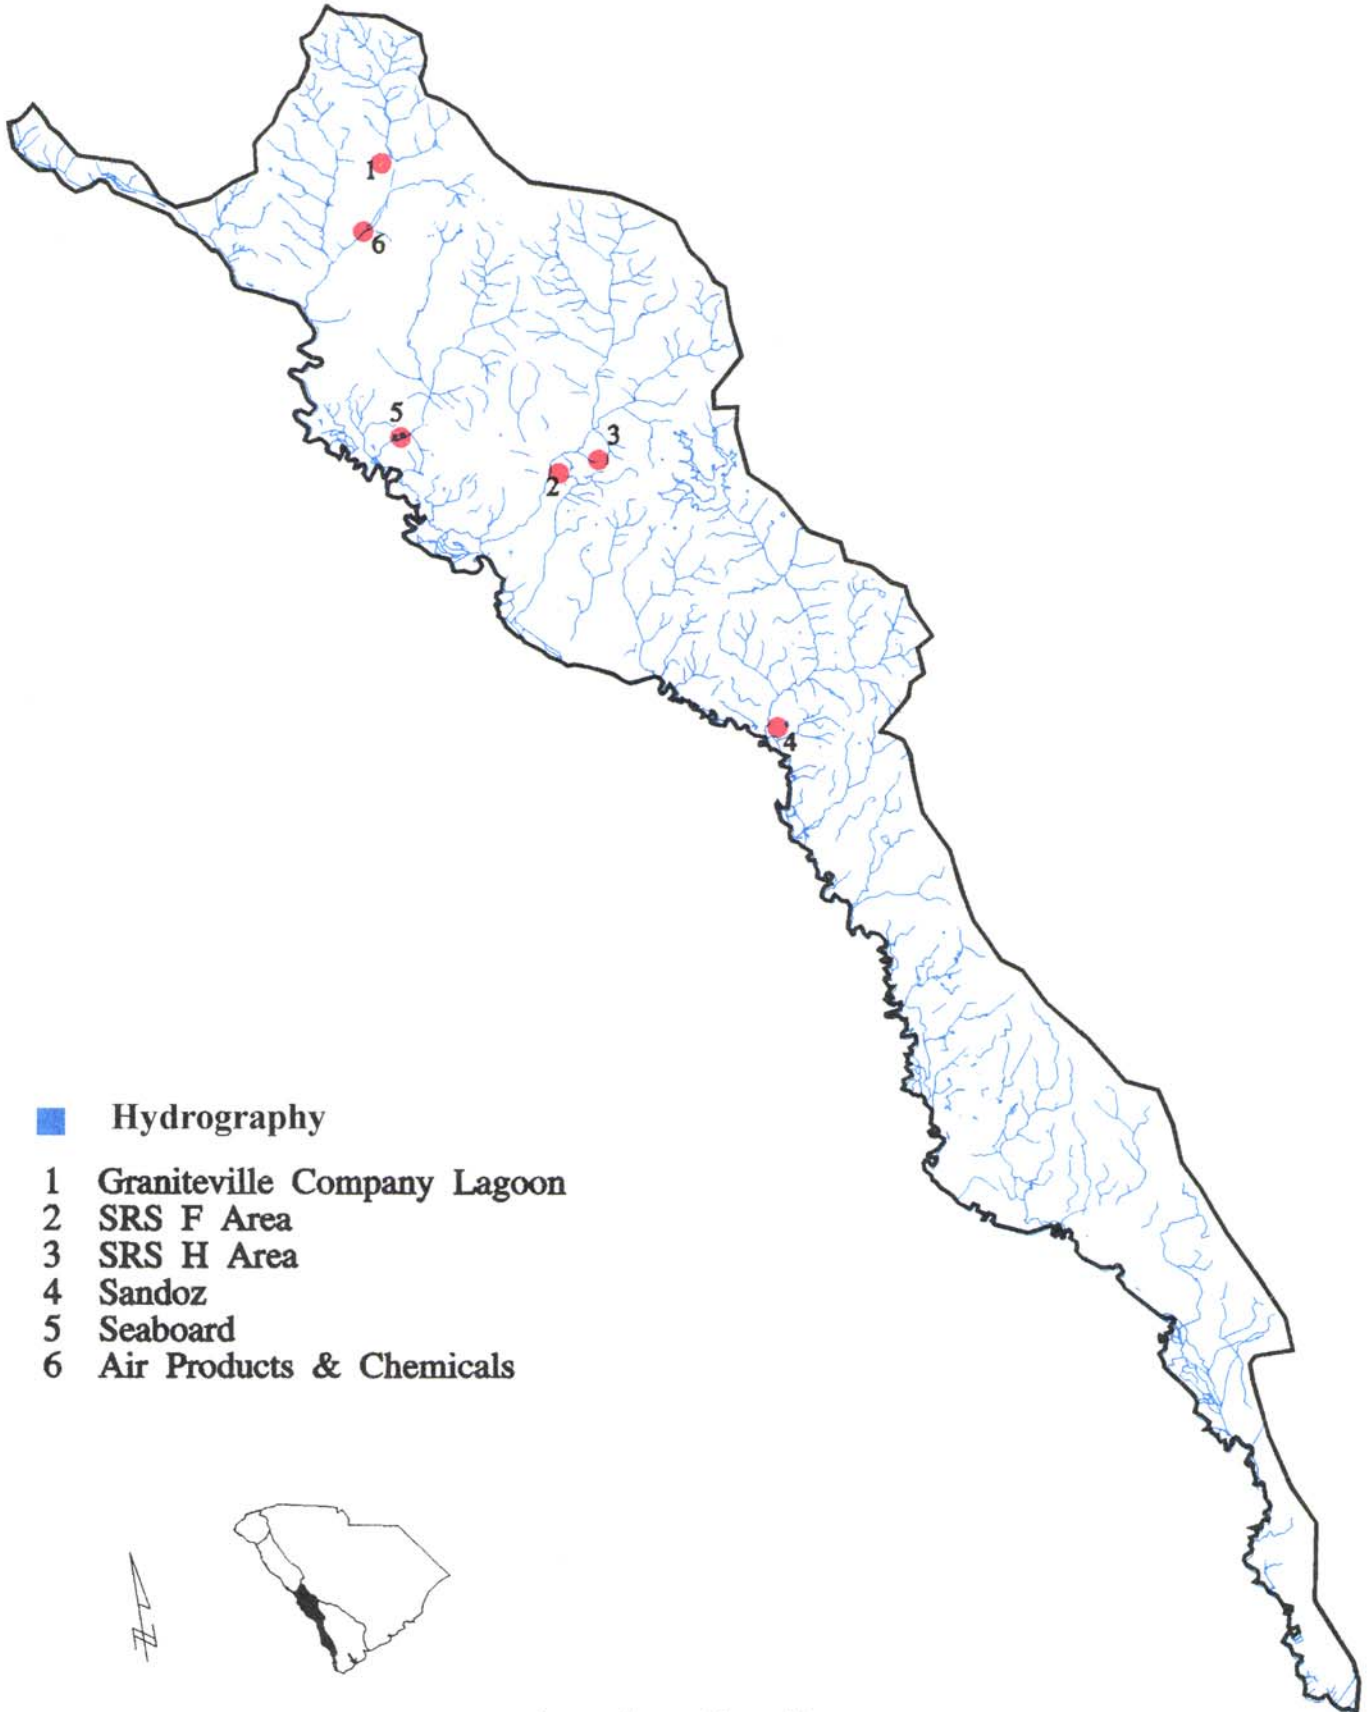 1
6
5
3
2
4
Hydrography
1 Graniteville Company Lagoon
2 SRS F Area
3 SRS H Area
4 Sandoz
5 Seaboard
6 Air Products & Chemicals
N